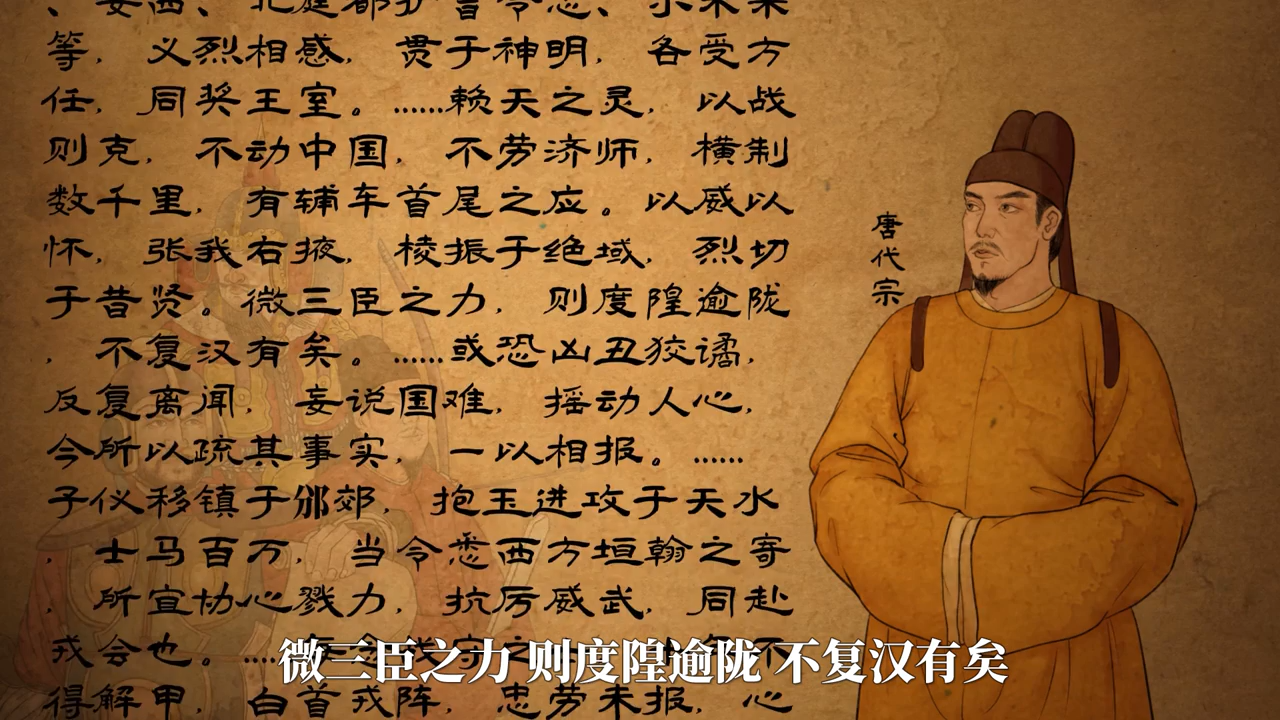 、安西、北庭都护曹令忠、尔朱某
等，义烈相感，贯于神明，各受方
任，同奖王室。……赖天之灵，以战
则克，不动中国，不劳济师，横制
数千里，有辅车首尾之应。以威以
怀，张我右掖，棱振于绝域，烈切
于昔贤。微三臣之力，则度隍逾陇
，不复汉有矣。……或恐凶丑狡谲，
反复离闻，妄说国难，摇动人心，
今所以疏其事实，一以相报。……
子仪移镇于邠郊，抱玉进攻于天水
，士马百万，当令悉西方垣翰之寄
，所宜协心戮力，抗厉威武，同赴
戎会也。……
得解甲，白首戎阵，忠劳未报，心
唐代宗
微三臣之力 则度隍逾陇 不复汉有矣